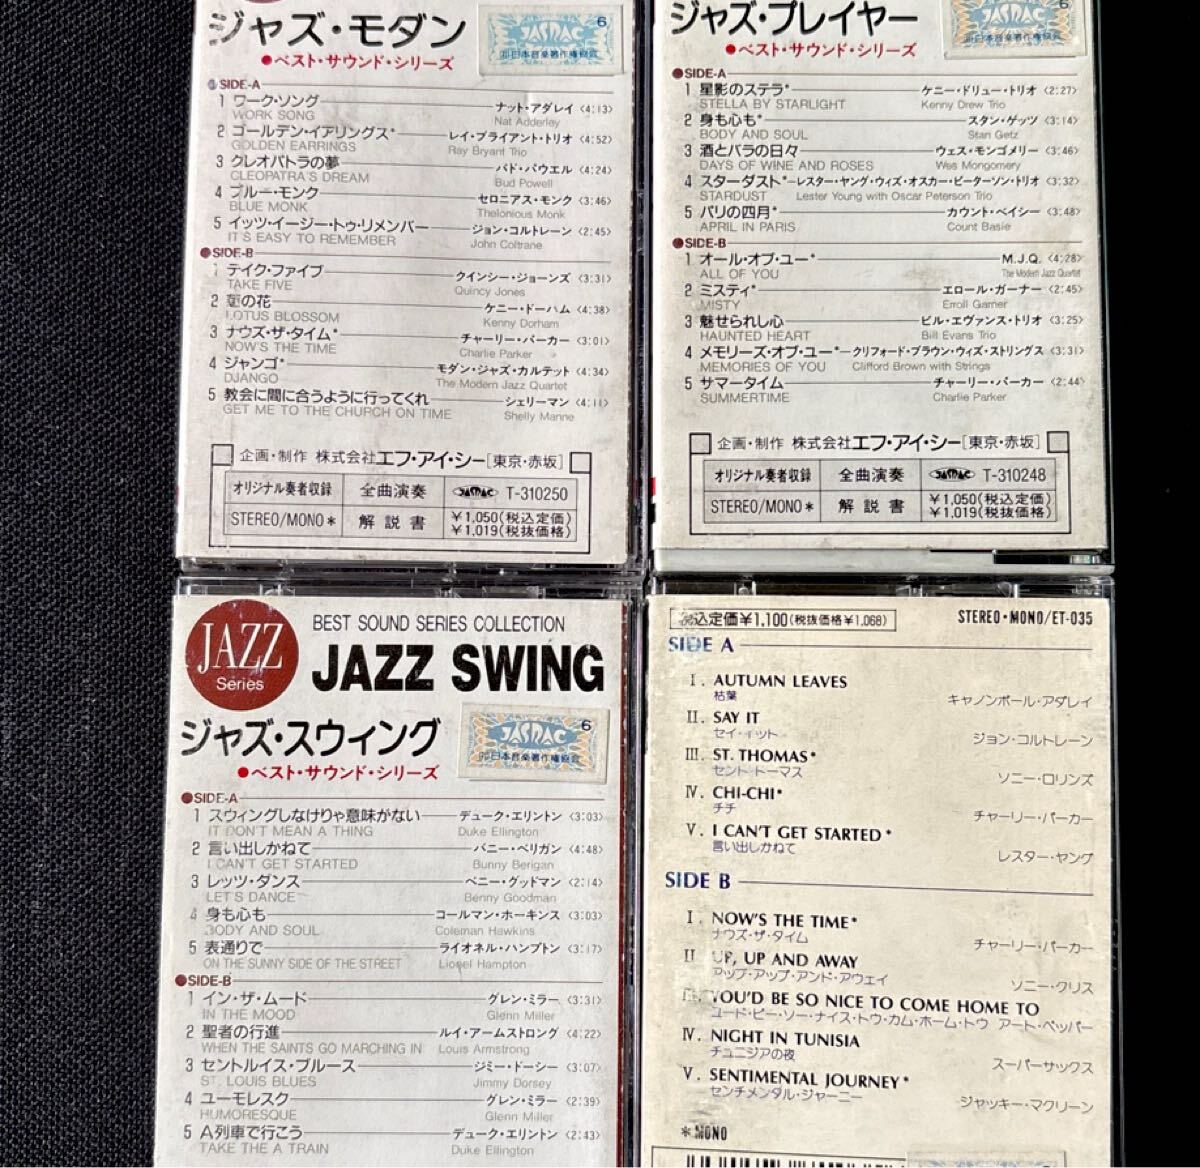 ジャズ・モダン
6
JASRAC
●ベスト・サウンド・シリーズ
SIDE-A
1 ワーク・ソング ナット・アダレイ〈4:13〉
WORK SONG Nat Adderley
2 ゴールデン・イアリングス* レイ・ブライアント・トリオ〈4:52〉
GOLDEN EARRINGS Ray Bryant Trio
3 クレオパトラの夢 バド・パウエル〈4:24〉
CLEOPATRA'S DREAM Bud Powell
4 ブルー・モンク セロニアス・モンク〈3:46〉
BLUE MONK Thelonious Monk
5 イッツ・イージー・トゥ・リメンバー ジョン・コルトレーン〈2:45〉
IT'S EASY TO REMEMBER John Coltrane
●SIDE-B
1 テイク・ファイブ クインシー・ジョーンズ〈3:31〉
TAKE FIVE Quincy Jones
2 蓮の花 ケニー・ドーハム〈4:38〉
LOTUS BLOSSOM Kenny Dorham
3 ナウズ・ザ・タイム* チャーリー・パーカー〈3:01〉
NOW'S THE TIME Charlie Parker
4 ジャンゴ* モダン・ジャズ・カルテット〈4:34〉
DJANGO The Modern Jazz Quartet
5 教会に間に合うように行ってくれ シェリーマン〈4:11〉
GET ME TO THE CHURCH ON TIME Shelly Manne
企画・制作 株式会社エフ・アイ・シー[東京・赤坂]
オリジナル奏者収録 全曲演奏 JASRAC T-310250
STEREO/MONO* 解説書 ¥1,050(税込定価)
¥1,019(税抜価格)
ジャズ・プレイヤー
6
JASRAC
●ベスト・サウンド・シリーズ
●SIDE-A
1 星影のステラ* ケニー・ドリュー・トリオ〈2:27〉
STELLA BY STARLIGHT Kenny Drew Trio
2 身も心も* スタン・ゲッツ〈3:14〉
BODY AND SOUL Stan Getz
3 酒とバラの日々 ウェス・モンゴメリー〈3:46〉
DAYS OF WINE AND ROSES Wes Mongomery
4 スターダスト* レスター・ヤング・ウィズ・オスカー・ピーターソン・トリオ〈3:32〉
STARDUST Lester Young with Oscar Peterson Trio
5 パリの四月* カウント・ベイシー〈3:48〉
APRIL IN PARIS Count Basie
●SIDE-B
1 オール・オブ・ユー* M.J.Q.〈4:28〉
ALL OF YOU The Modern Jazz Quartet
2 ミスティ* エロール・ガーナー〈2:45〉
MISTY Erroll Garner
3 魅せられし心 ビル・エヴァンス・トリオ〈3:25〉
HAUNTED HEART Bill Evans Trio
4 メモリーズ・オブ・ユー* クリフォード・ブラウン・ウィズ・ストリングス〈3:31〉
MEMORIES OF YOU Clifford Brown with Strings
5 サマータイム チャーリー・パーカー〈2:44〉
SUMMERTIME Charlie Parker
企画・制作 株式会社エフ・アイ・シー[東京・赤坂]
オリジナル奏者収録 全曲演奏 JASRAC T-310248
STEREO/MONO* 解説書 ¥1,050(税込定価)
¥1,019(税抜価格)
JAZZ
Series
BEST SOUND SERIES COLLECTION
JAZZ SWING
ジャズ・スウィング
6
JASRAC
日本音楽著作権協会
●ベスト・サウンド・シリーズ
●SIDE-A
1 スウィングしなけりゃ意味がない デューク・エリントン〈3:03〉
IT DON'T MEAN A THING Duke Ellington
2 言い出しかねて バニー・ベリガン〈4:48〉
I CAN'T GET STARTED Bunny Berigan
3 レッツ・ダンス ベニー・グッドマン〈2:14〉
LET'S DANCE Benny Goodman
4 身も心も コールマン・ホーキンス〈3:03〉
BODY AND SOUL Coleman Hawkins
5 表通りで ライオネル・ハンプトン〈3:17〉
ON THE SUNNY SIDE OF THE STREET Lionel Hampton
●SIDE-B
1 イン・ザ・ムード グレン・ミラー〈3:31〉
IN THE MOOD Glenn Miller
2 聖者の行進 ルイ・アームストロング〈4:22〉
WHEN THE SAINTS GO MARCHING IN Louis Armstrong
3 セントルイス・ブルース ジミー・ドーシー〈3:07〉
ST. LOUIS BLUES Jimmy Dorsey
4 ユーモレスク グレン・ミラー〈2:39〉
HUMORESQUE Glenn Miller
5 A列車で行こう デューク・エリントン〈2:43〉
TAKE THE A TRAIN Duke Ellington
税込定価¥1,100(税抜価格¥1,068) STEREO・MONO/ET-035
SIDE A
I. AUTUMN LEAVES
枯葉 キャノンボール・アダレイ
II. SAY IT
セイ・イット ジョン・コルトレーン
III. ST. THOMAS*
セント・トーマス ソニー・ロリンズ
IV. CHI-CHI*
チチ チャーリー・パーカー
V. I CAN'T GET STARTED*
言い出しかねて レスター・ヤング
SIDE B
I. NOW'S THE TIME*
ナウズ・ザ・タイム チャーリー・パーカー
II UP, UP AND AWAY
アップ・アップ・アンド・アウェイ ソニー・クリス
III. YOU'D BE SO NICE TO COME HOME TO
ユード・ビー・ソー・ナイス・トウ・カム・ホーム・トウ アート・ペッパー
IV. NIGHT IN TUNISIA
チュニジアの夜 スーパーサックス
V. SENTIMENTAL JOURNEY*
センチメンタル・ジャーニー ジャッキー・マクリーン
*MONO